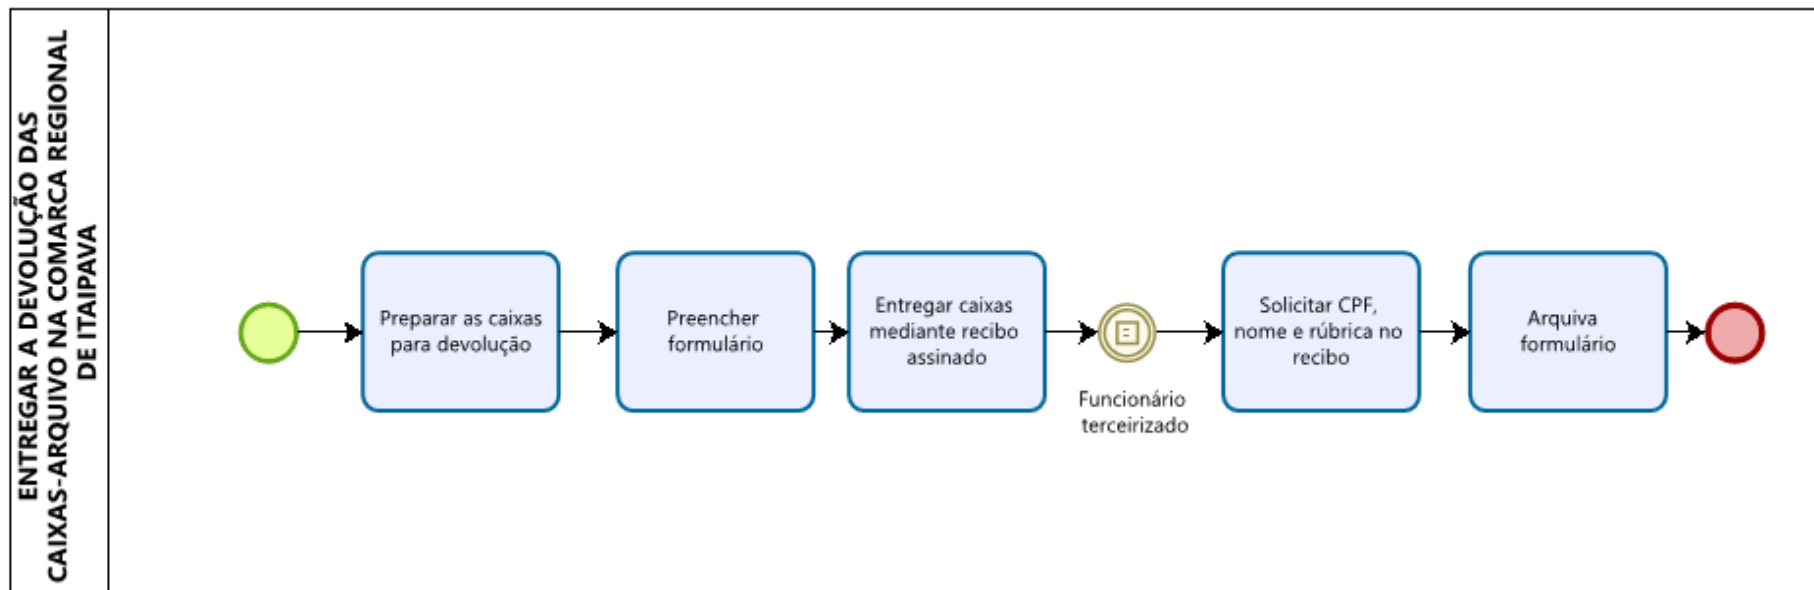 ENTREGAR A DEVOLUÇÃO DAS
CAIXAS-ARQUIVO NA COMARCA REGIONAL
DE ITAIPAVA
Preparar as caixas
para devolução
Preencher
formulário
Entregar caixas
mediante recibo
assinado
Funcionário
terceirizado
Solicitar CPF,
nome e rúbrica no
recibo
Arquiva
formulário